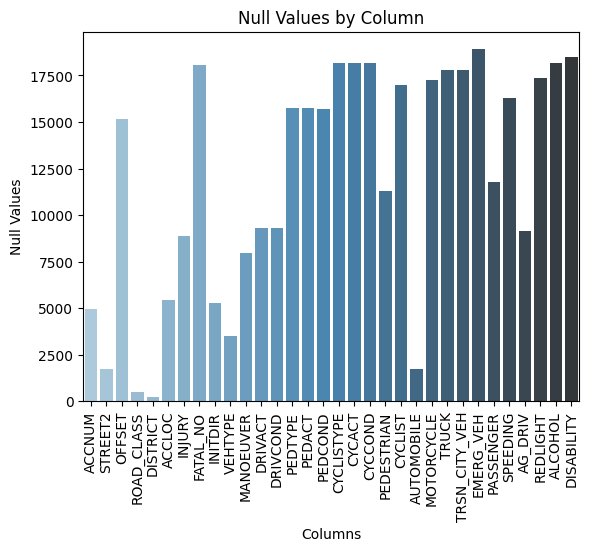 Null Values by Column
Null Values
17500
15000
12500
10000
7500
5000
2500
0
ACCNUM
STREET2
OFFSET
ROAD_CLASS
DISTRICT
ACCLOC
INJURY
FATAL_NO
INITDIR
VEHTYPE
MANOEUVER
DRIVACT
DRIVCOND
PEDTYPE
PEDACT
PEDCOND
CYCLISTYPE
CYCACT
CYCCOND
PEDESTRIAN
CYCLIST
AUTOMOBILE
MOTORCYCLE
TRUCK
TRSN_CITY_VEH
EMERG_VEH
PASSENGER
SPEEDING
AG_DRIV
REDLIGHT
ALCOHOL
DISABILITY
Columns